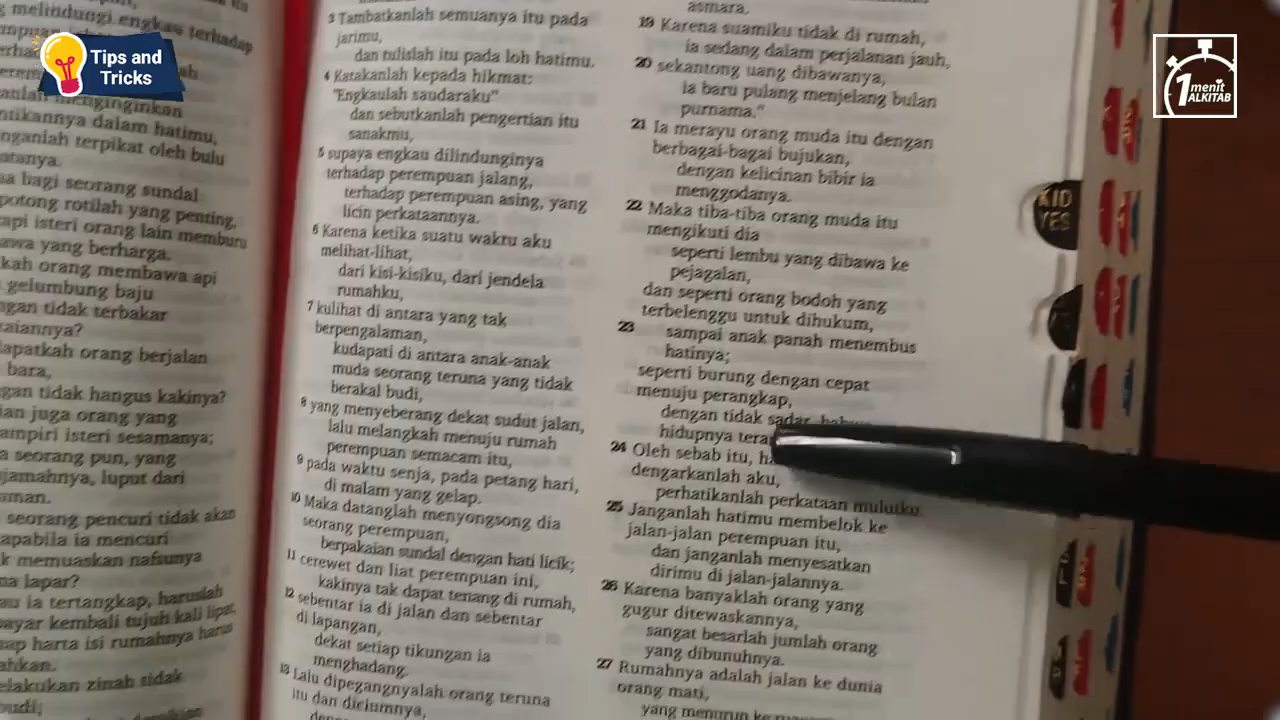 Tips and
Tricks
1 menit
ALKITAB
melindungi engkau terhadap
menginginkan
ntikannya dalam hatimu,
nganlah terpikat oleh bulu
atanya.
a bagi seorang sundal
potong rotilah yang penting,
api isteri orang lain memburu
awa yang berharga.
kah orang membawa api
gelumbung baju
ngan tidak terbakar
kaiannya?
apatkah orang berjalan
bara,
gan tidak hangus kakinya?
ian juga orang yang
ampiri isteri sesamanya;
a seorang pun, yang
jamahnya, luput dari
uman.
seorang pencuri tidak akan
apabila ia mencuri
k memuaskan nafsunya
na lapar?
au ia tertangkap, haruslah
bayar kembali tujuh kali lipat,
ap harta isi rumahnya harus
ahkan.
elakukan zinah tidak
budi;
3 Tambatkanlah semuanya itu pada
jarimu,
dan tulislah itu pada loh hatimu.
4 Katakanlah kepada hikmat:
"Engkaulah saudaraku"
dan sebutkanlah pengertian itu
sanakmu,
5 supaya engkau dilindunginya
terhadap perempuan jalang,
terhadap perempuan asing, yang
licin perkataannya.
6 Karena ketika suatu waktu aku
melihat-lihat,
dari kisi-kisiku, dari jendela
rumahku,
7 kulihat di antara yang tak
berpengalaman,
kudapati di antara anak-anak
muda seorang teruna yang tidak
berakal budi,
8 yang menyeberang dekat sudut jalan,
lalu melangkah menuju rumah
perempuan semacam itu,
9 pada waktu senja, pada petang hari,
di malam yang gelap.
10 Maka datanglah menyongsong dia
seorang perempuan,
berpakaian sundal dengan hati licik;
11 cerewet dan liat perempuan ini,
kakinya tak dapat tenang di rumah,
12 sebentar ia di jalan dan sebentar
di lapangan,
dekat setiap tikungan ia
menghadang.
13 Lalu dipegangnyalah orang teruna
itu dan diciumnya,
asmara.
19 Karena suamiku tidak di rumah,
ia sedang dalam perjalanan jauh,
20 sekantong uang dibawanya,
ia baru pulang menjelang bulan
purnama."
21 Ia merayu orang muda itu dengan
berbagai-bagai bujukan,
dengan kelicinan bibir ia
menggodanya.
22 Maka tiba-tiba orang muda itu
mengikuti dia
seperti lembu yang dibawa ke
pejagalan,
dan seperti orang bodoh yang
terbelenggu untuk dihukum,
23 sampai anak panah menembus
hatinya;
seperti burung dengan cepat
menuju perangkap,
dengan tidak sadar,
hidupnya
24 Oleh sebab itu,
dengarkanlah aku,
perhatikanlah perkataan mulutku.
25 Janganlah hatimu membelok ke
jalan-jalan perempuan itu,
dan janganlah menyesatkan
dirimu di jalan-jalannya.
26 Karena banyaklah orang yang
gugur ditewaskannya,
sangat besarlah jumlah orang
yang dibunuhnya.
27 Rumahnya adalah jalan ke dunia
orang mati,
yang menurun ke
KID
YES